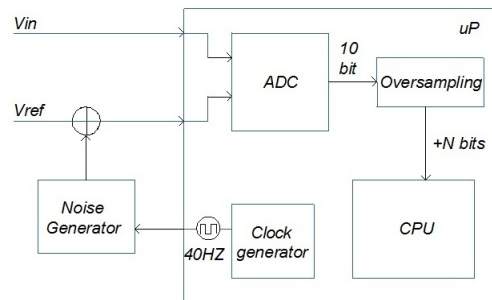 Vin
uP
10
bit
ADC
Oversampling
Vref
+N bits
Noise
Generator
40HZ
Clock
generator
CPU